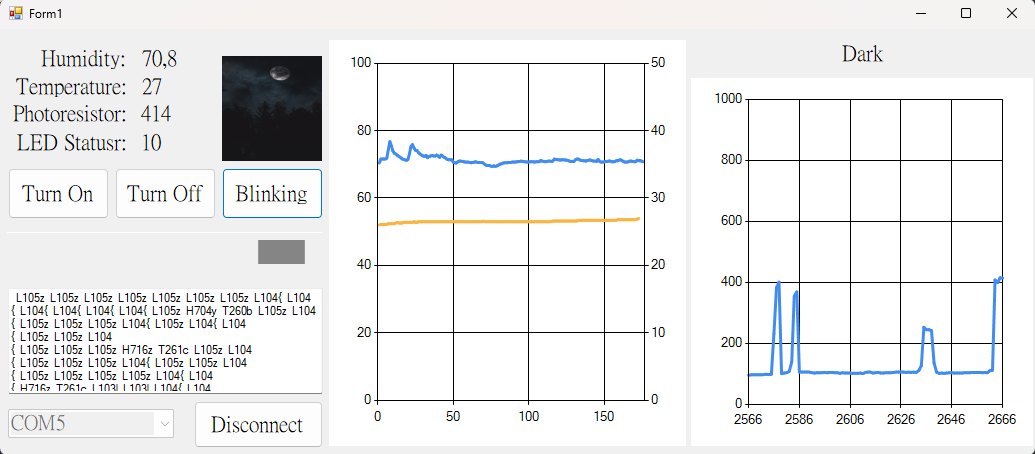 Form1
Humidity: 70,8
Temperature: 27
Photoresistor: 414
LED Statusr: 10
Turn On Turn Off Blinking
L105z L105z L105z L105z L105z L105z L105z L104{ L104
{ L104{ L104{ L104{ L104{ L105z H704y T260b L105z L104
{ L105z L105z L105z L104{ L105z L104{ L104
{ L105z L105z L104
{ L105z L105z L105z H716z T261c L105z L104
{ L105z L105z L105z L104{ L105z L105z L104
{ L105z L105z L105z L105z L104{ L104
{ H716z T261c L103| L103| L104{ L104
COM5
Disconnect
100
80
60
40
20
0
50
40
30
20
10
0
0 50 100 150
Dark
1000
800
600
400
200
0
2566 2586 2606 2626 2646 2666